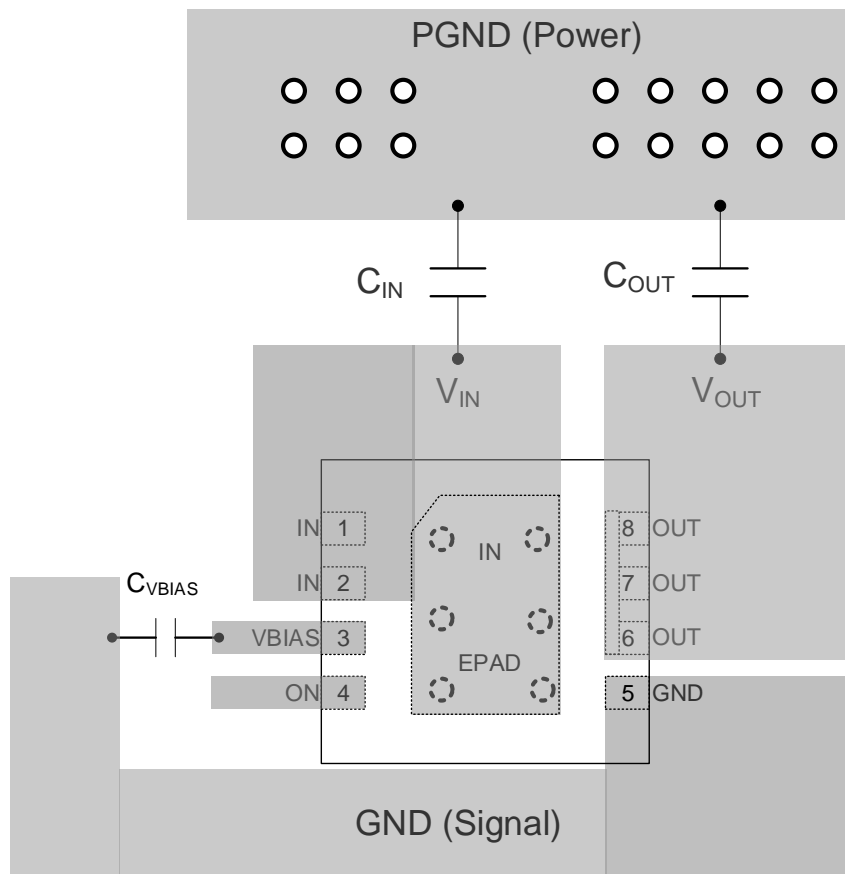 PGND (Power)
CIN
COUT
VIN
VOUT
IN 1
8 OUT
IN
IN 2
7 OUT
CVBIAS
VBIAS 3
6 OUT
EPAD
ON 4
5 GND
GND (Signal)